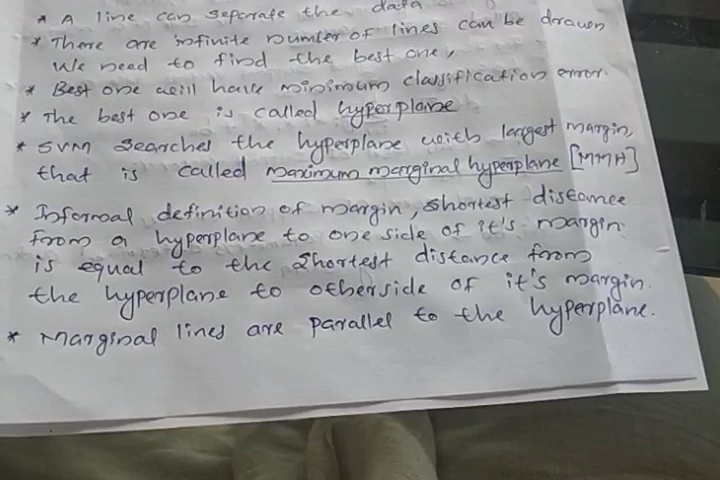 * A line can seperate the data
* There are infinite number of lines can be drawn
We need to find the best one,
* Best one will have minimum classification error.
* The best one is called hyperplane
* SVM searches the hyperplane with largest margin,
that is called maximum marginal hyperplane [MMH]
* Informal definition of margin, shortest distance
from a hyperplane to one side of it's margin
is equal to the shortest distance from
the hyperplane to otherside of it's margin.
* Marginal lines are parallel to the hyperplane.